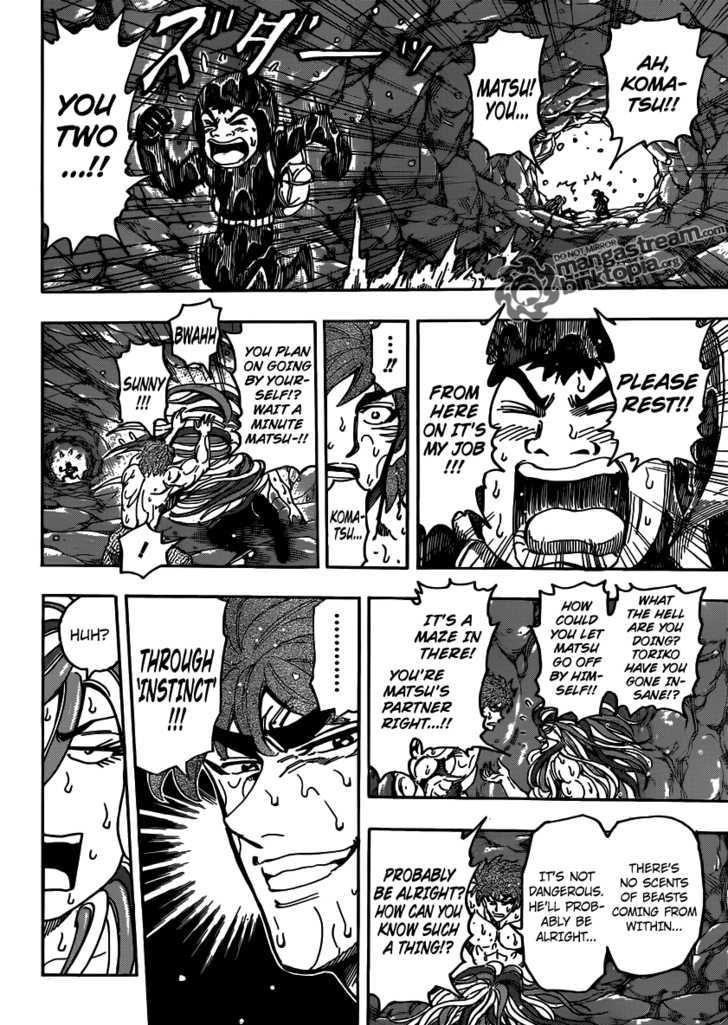 AH,
KOMA-
TSU!!
MATSU!
YOU...
ズダーッ
YOU
TWO
...!!
DO NOT MIRROR
mangastream.com
binktopia.org
PLEASE
REST!!
FROM
HERE
ON IT'S
MY JOB
!!!
...... !!
KOMA-
TSU...
BWAHH
YOU PLAN
ON GOING
BY YOUR-
SELF!?
WAIT A
MINUTE
MATSU-!!
SUNNY
!!!
!
WHAT
THE HELL
ARE YOU
DOING?
TORIKO
HAVE YOU
GONE IN-
SANE!?
HOW
COULD
YOU LET
MATSU
GO OFF
BY HIM-
SELF!!
IT'S A
MAZE IN
THERE!
YOU'RE
MATSU'S
PARTNER
RIGHT...!!
THERE'S
NO SCENTS
OF BEASTS
COMING FROM
WITHIN...
IT'S NOT
DANGEROUS.
HE'LL PROB-
ABLY BE
ALRIGHT...
PROBABLY
BE ALRIGHT?
HOW CAN YOU
KNOW SUCH
A THING!?
.........
THROUGH
'INSTINCT'
!!!
HUH?